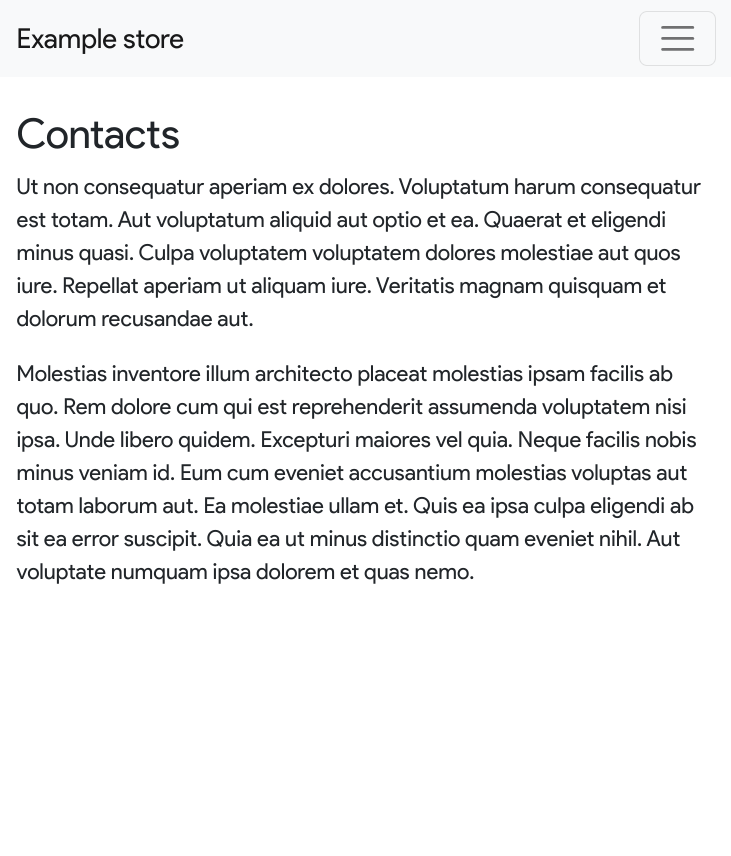 Example store
Contacts
Ut non consequatur aperiam ex dolores. Voluptatum harum consequatur
est totam. Aut voluptatum aliquid aut optio et ea. Quaerat et eligendi
minus quasi. Culpa voluptatem voluptatem dolores molestiae aut quos
iure. Repellat aperiam ut aliquam iure. Veritatis magnam quisquam et
dolorum recusandae aut.
Molestias inventore illum architecto placeat molestias ipsam facilis ab
quo. Rem dolore cum qui est reprehenderit assumenda voluptatem nisi
ipsa. Unde libero quidem. Excepturi maiores vel quia. Neque facilis nobis
minus veniam id. Eum cum eveniet accusantium molestias voluptas aut
totam laborum aut. Ea molestiae ullam et. Quis ea ipsa culpa eligendi ab
sit ea error suscipit. Quia ea ut minus distinctio quam eveniet nihil. Aut
voluptate numquam ipsa dolorem et quas nemo.